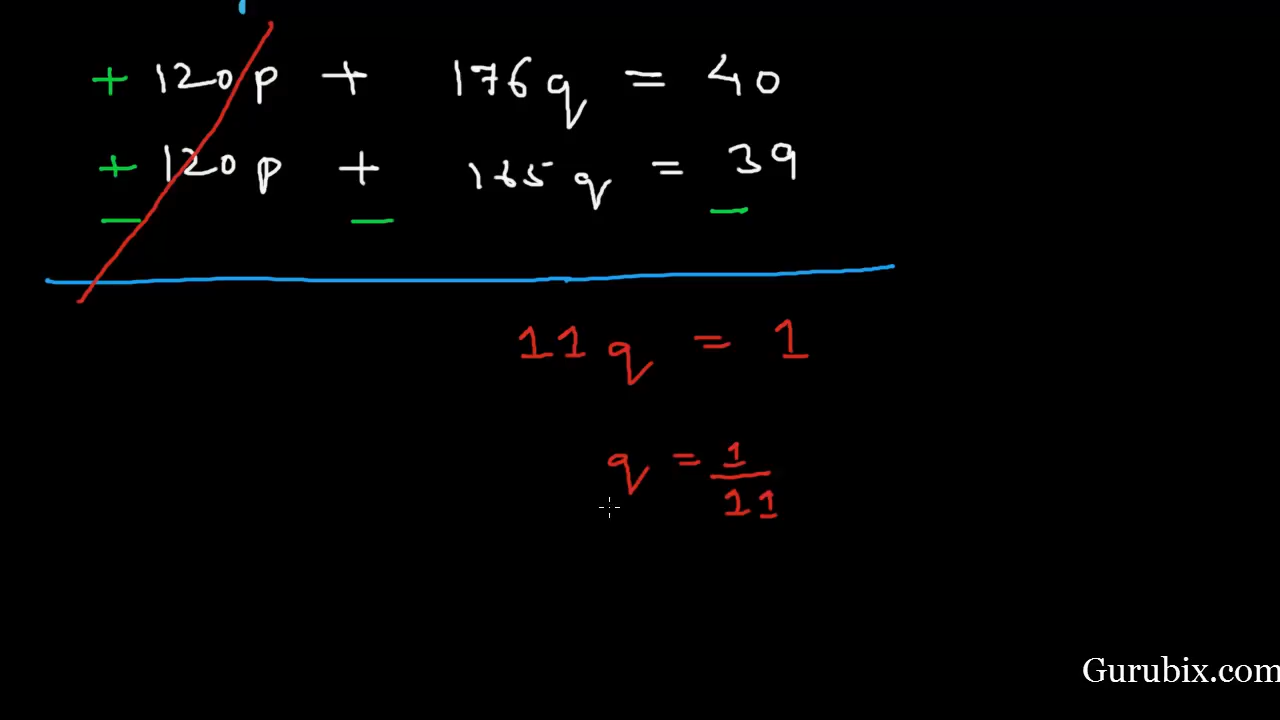 + 120p + 176q = 40
+ 120p + 165q = 39
− − −
11q = 1
q = 1/11
Gurubix.com